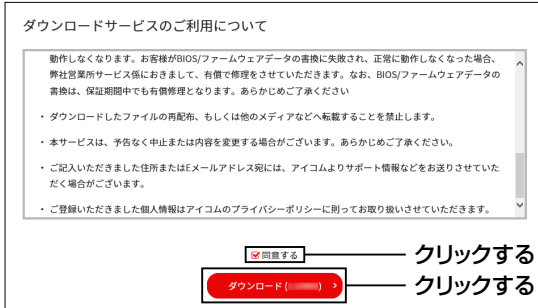 ダウンロードサービスのご利用について
動作しなくなります。お客様がBIOS/ファームウェアデータの書換に失敗され、正常に動作しなくなった場合、
弊社営業所サービス係におきまして、有償で修理をさせていただきます。なお、BIOS/ファームウェアデータの
書換は、保証期間中でも有償修理となります。あらかじめご了承ください
・ダウンロードしたファイルの再配布、もしくは他のメディアなどへ転載することを禁止します。
・本サービスは、予告なく中止または内容を変更する場合がございます。あらかじめご了承ください。
・ご記入いただきました住所またはEメールアドレス宛には、アイコムよりサポート情報などをお送りさせていた
だく場合がございます。
・ご登録いただきました個人情報はアイコムのプライバシーポリシーに則ってお取り扱いさせていただきます。
同意する クリックする
ダウンロード ( ) クリックする